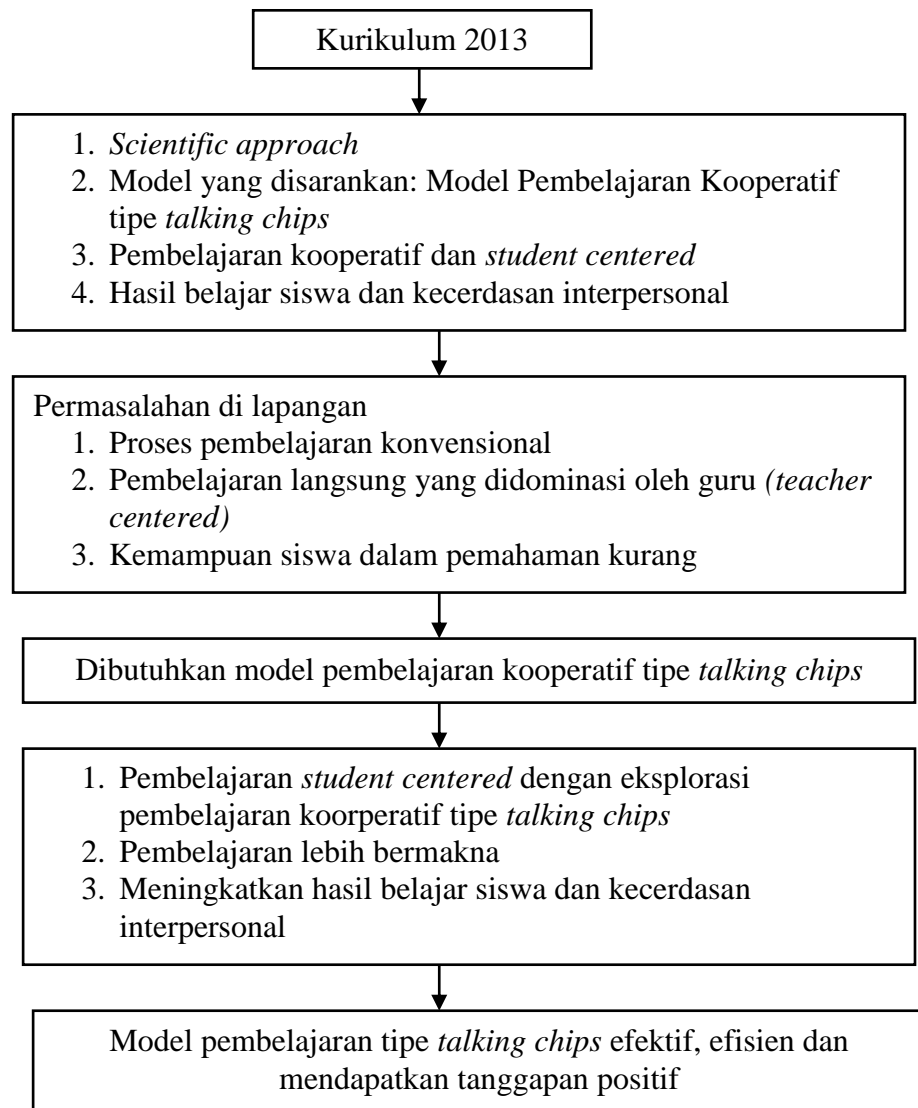 Kurikulum 2013
1. Scientific approach
2. Model yang disarankan: Model Pembelajaran Kooperatif
tipe talking chips
3. Pembelajaran kooperatif dan student centered
4. Hasil belajar siswa dan kecerdasan interpersonal
Permasalahan di lapangan
1. Proses pembelajaran konvensional
2. Pembelajaran langsung yang didominasi oleh guru (teacher
centered)
3. Kemampuan siswa dalam pemahaman kurang
Dibutuhkan model pembelajaran kooperatif tipe talking chips
1. Pembelajaran student centered dengan eksplorasi
pembelajaran koorperatif tipe talking chips
2. Pembelajaran lebih bermakna
3. Meningkatkan hasil belajar siswa dan kecerdasan
interpersonal
Model pembelajaran tipe talking chips efektif, efisien dan
mendapatkan tanggapan positif